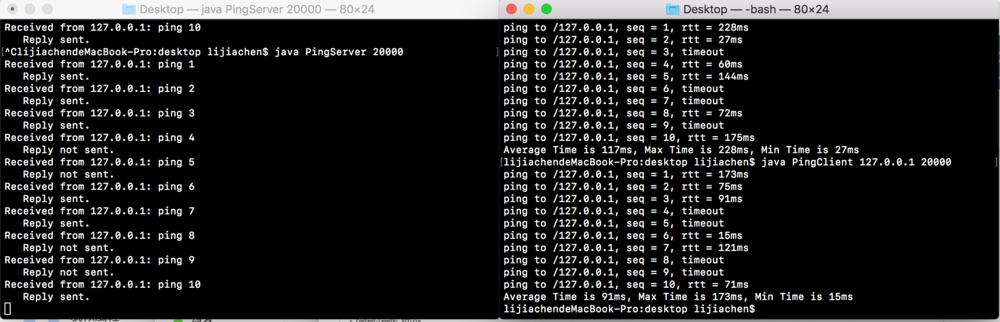 Desktop — java PingServer 20000 — 80×24
Received from 127.0.0.1: ping 10
Reply sent.
[^ClijiachendeMacBook-Pro:desktop lijiachen$ java PingServer 20000 ]
Received from 127.0.0.1: ping 1
Reply sent.
Received from 127.0.0.1: ping 2
Reply sent.
Received from 127.0.0.1: ping 3
Reply sent.
Received from 127.0.0.1: ping 4
Reply not sent.
Received from 127.0.0.1: ping 5
Reply not sent.
Received from 127.0.0.1: ping 6
Reply sent.
Received from 127.0.0.1: ping 7
Reply sent.
Received from 127.0.0.1: ping 8
Reply not sent.
Received from 127.0.0.1: ping 9
Reply not sent.
Received from 127.0.0.1: ping 10
Reply sent.
Desktop — -bash — 80×24
ping to /127.0.0.1, seq = 1, rtt = 228ms
ping to /127.0.0.1, seq = 2, rtt = 27ms
ping to /127.0.0.1, seq = 3, timeout
ping to /127.0.0.1, seq = 4, rtt = 60ms
ping to /127.0.0.1, seq = 5, rtt = 144ms
ping to /127.0.0.1, seq = 6, timeout
ping to /127.0.0.1, seq = 7, timeout
ping to /127.0.0.1, seq = 8, rtt = 72ms
ping to /127.0.0.1, seq = 9, timeout
ping to /127.0.0.1, seq = 10, rtt = 175ms
Average Time is 117ms, Max Time is 228ms, Min Time is 27ms
[lijiachendeMacBook-Pro:desktop lijiachen$ java PingClient 127.0.0.1 20000 ]
ping to /127.0.0.1, seq = 1, rtt = 173ms
ping to /127.0.0.1, seq = 2, rtt = 75ms
ping to /127.0.0.1, seq = 3, rtt = 91ms
ping to /127.0.0.1, seq = 4, timeout
ping to /127.0.0.1, seq = 5, timeout
ping to /127.0.0.1, seq = 6, rtt = 15ms
ping to /127.0.0.1, seq = 7, rtt = 121ms
ping to /127.0.0.1, seq = 8, timeout
ping to /127.0.0.1, seq = 9, timeout
ping to /127.0.0.1, seq = 10, rtt = 71ms
Average Time is 91ms, Max Time is 173ms, Min Time is 15ms
lijiachendeMacBook-Pro:desktop lijiachen$